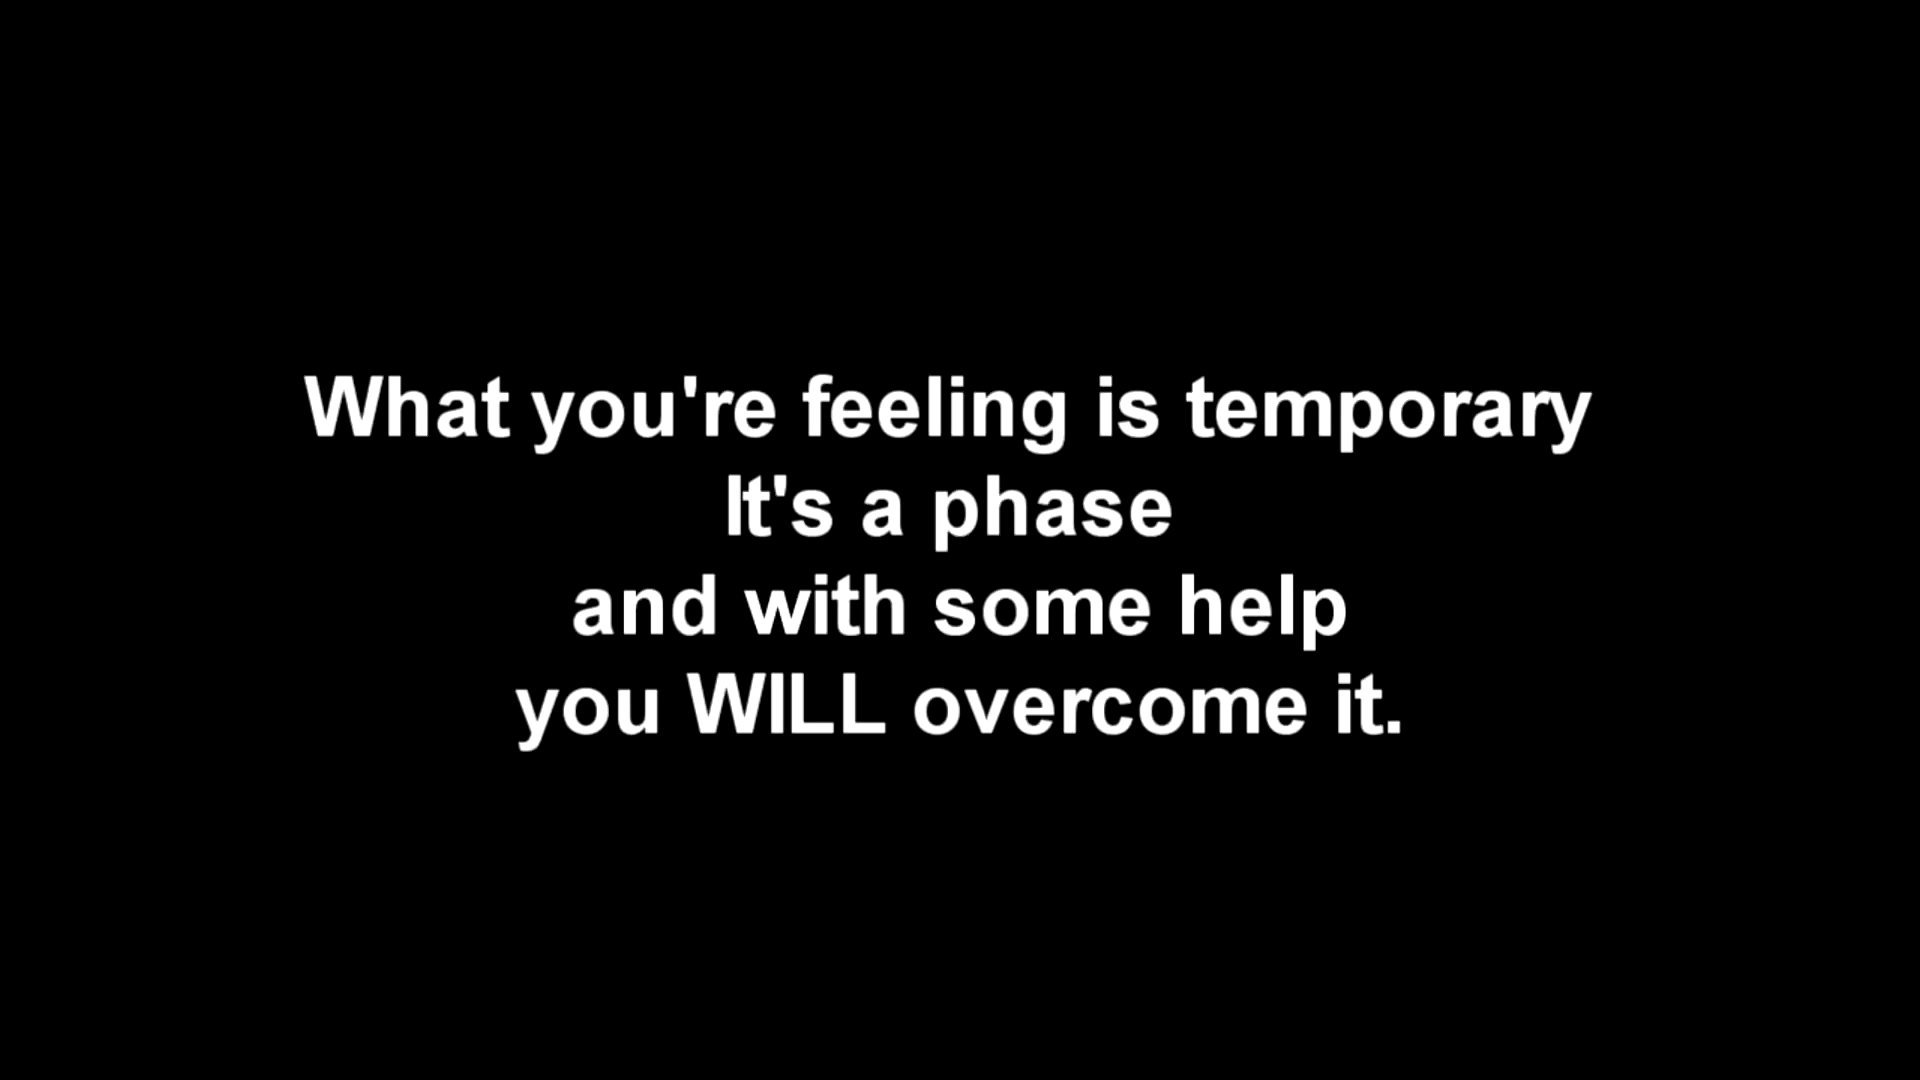 What you're feeling is temporary
It's a phase
and with some help
you WILL overcome it.